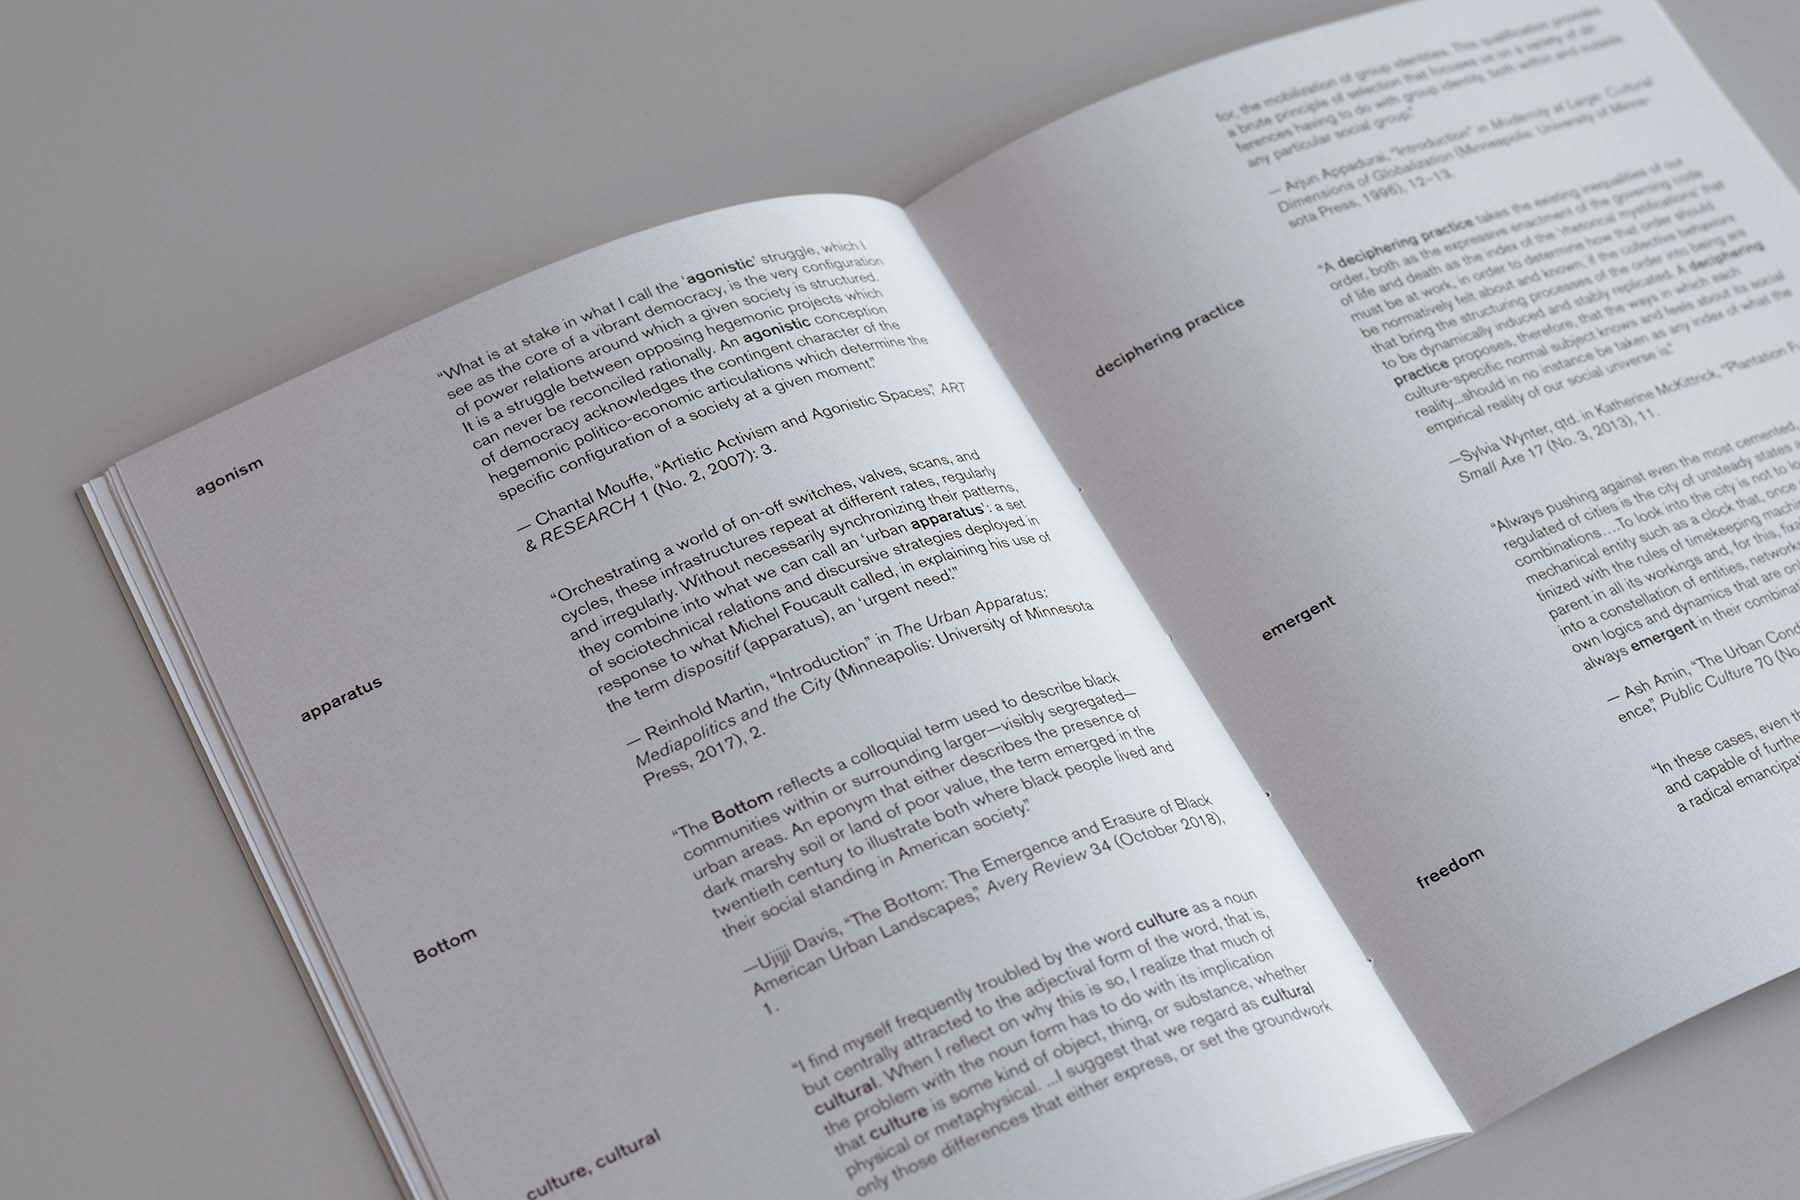 agonism
“What is at stake in what I call the ‘agonistic’ struggle, which I
see as the core of a vibrant democracy, is the very configuration
of power relations around which a given society is structured.
It is a struggle between opposing hegemonic projects which
can never be reconciled rationally. An agonistic conception
of democracy acknowledges the contingent character of the
hegemonic politico-economic articulations which determine the
specific configuration of a society at a given moment.”
— Chantal Mouffe, “Artistic Activism and Agonistic Spaces,” ART
& RESEARCH 1 (No. 2, 2007): 3.
apparatus
“Orchestrating a world of on-off switches, valves, scans, and
cycles, these infrastructures repeat at different rates, regularly
and irregularly. Without necessarily synchronizing their patterns,
they combine into what we can call an ‘urban apparatus’: a set
of sociotechnical relations and discursive strategies deployed in
response to what Michel Foucault called, in explaining his use of
the term dispositif (apparatus), an ‘urgent need.’”
— Reinhold Martin, “Introduction” in The Urban Apparatus:
Mediapolitics and the City (Minneapolis: University of Minnesota
Press, 2017), 2.
Bottom
“The Bottom reflects a colloquial term used to describe black
communities within or surrounding larger—visibly segregated—
urban areas. An eponym that either describes the presence of
dark marshy soil or land of poor value, the term emerged in the
twentieth century to illustrate both where black people lived and
their social standing in American society.”
—Ujijji Davis, “The Bottom: The Emergence and Erasure of Black
American Urban Landscapes,” Avery Review 34 (October 2018),
1.
culture, cultural
“I find myself frequently troubled by the word culture as a noun
but centrally attracted to the adjectival form of the word, that is,
cultural. When I reflect on why this is so, I realize that much of
the problem with the noun form has to do with its implication
that culture is some kind of object, thing, or substance, whether
physical or metaphysical. ...I suggest that we regard as cultural
only those differences that either express, or set the groundwork
for, the mobilization of group identities. This qualification provides
a brute principle of selection that focuses us on a variety of dif-
ferences having to do with group identity, both within and outside
any particular social group.”
— Arjun Appadurai, “Introduction” in Modernity at Large: Cultural
Dimensions of Globalization (Minneapolis: University of Minne-
sota Press, 1996), 12–13.
deciphering practice
“A deciphering practice takes the existing inequalities of our
order, both as the expressive enactment of the governing code
of life and death as the index of the ‘rhetorical mystifications’ that
must be at work, in order to determine how that order should
be normatively felt about and known, if the collective behaviors
that bring the structuring processes of the order into being are
to be dynamically induced and stably replicated. A deciphering
practice proposes, therefore, that the ways in which each
culture-specific normal subject knows and feels about its social
reality...should in no instance be taken as any index of what the
empirical reality of our social universe is.”
—Sylvia Wynter, qtd. in Katherine McKittrick, “Plantation
Small Axe 17 (No. 3, 2013), 11.
emergent
“Always pushing against even the most cemented,
regulated of cities is the city of unsteady states
combinations….To look into the city is not to
mechanical entity such as a clock that, once
tinized with the rules of timekeeping
parent in all its workings and, for this,
into a constellation of entities,
own logics and dynamics that are
always emergent in their
— Ash Amin, “The Urban
ence,” Public Culture 70
freedom
“In these cases, even
and capable of
a radical